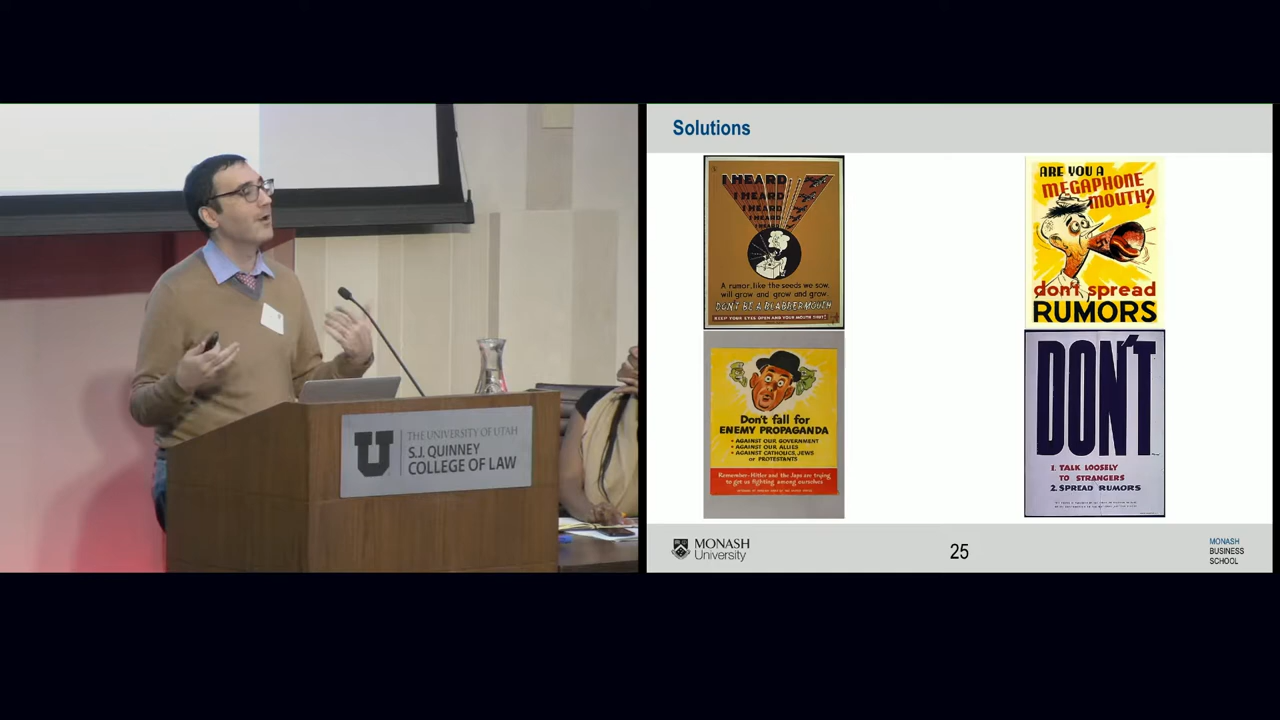 THE UNIVERSITY OF UTAH
S.J. QUINNEY
COLLEGE OF LAW
Solutions
I HEARD
I HEARD
I HEARD
I HEARD
A rumor, like the seeds we sow,
will grow and grow and grow.
DON'T BE A BLABBERMOUTH
KEEP YOUR EYES OPEN AND YOUR MOUTH SHUT!
ARE YOU A
MEGAPHONE
MOUTH?
don't spread
RUMORS
Don't fall for
ENEMY PROPAGANDA
• AGAINST OUR GOVERNMENT
• AGAINST OUR ALLIES
• AGAINST CATHOLICS, JEWS
or PROTESTANTS
Remember-Hitler and the Japs are trying
to get us fighting among ourselves
DON'T
1. TALK LOOSELY
TO STRANGERS
2. SPREAD RUMORS
MONASH
University
25
MONASH
BUSINESS
SCHOOL